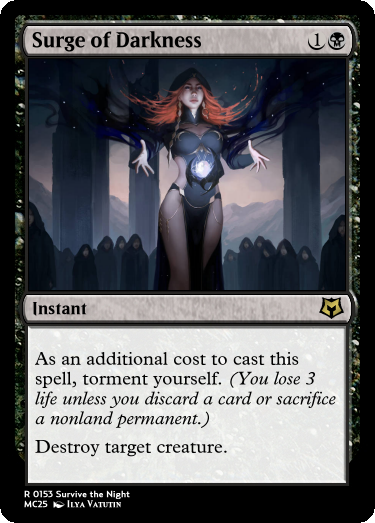 Surge of Darkness 1
Instant
As an additional cost to cast this
spell, torment yourself. (You lose 3
life unless you discard a card or sacrifice
a nonland permanent.)
Destroy target creature.
R 0153 Survive the Night
MC25 Ilya Vatutin